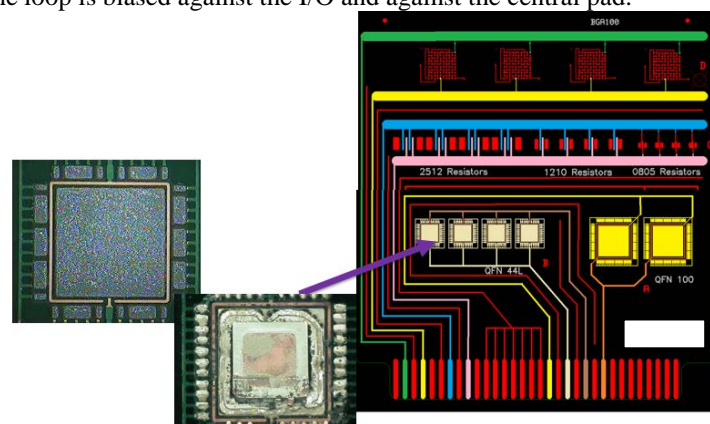 e loop is biased against the I/O and against the central pad.
BGA100
D
2512 Resistors
1210 Resistors
0805 Resistors
B
QFN 44L
QFN 100
A